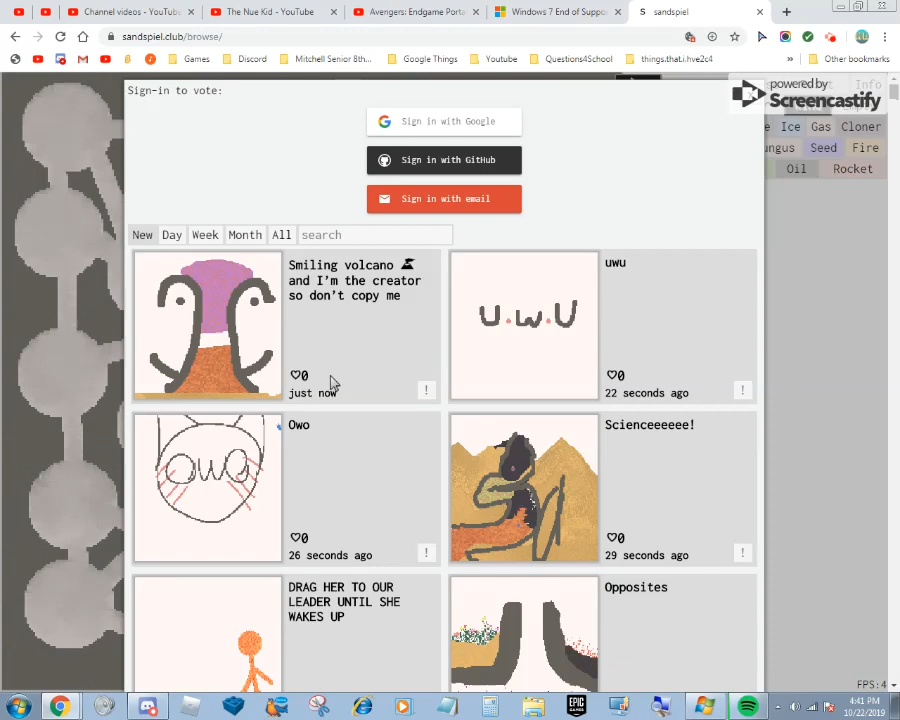 Channel videos - YouTube
The Nue Kid - YouTube
Avengers: Endgame Porta
Windows 7 End of Suppo
sandspiel
sandspiel.club/browse/
Games
Discord
Mitchell Senior 8th...
Google Things
Youtube
Questions4School
things.that.i.hve2c4
»
Other bookmarks
Sign-in to vote:
powered by
Screencastify
Info
Sign in with Google
Ice Gas Cloner
Sign in with GitHub
ungus Seed Fire
Oil Rocket
Sign in with email
New Day Week Month All search
Smiling volcano
and I'm the creator
so don't copy me
♡0
just now
!
uwu
U.w.U
♡0
22 seconds ago
!
Owo
OwO
♡0
26 seconds ago
!
Scienceeeeee!
♡0
29 seconds ago
!
DRAG HER TO OUR
LEADER UNTIL SHE
WAKES UP
Opposites
FPS:4
EPIC
GAMES
4:41 PM
10/22/2019